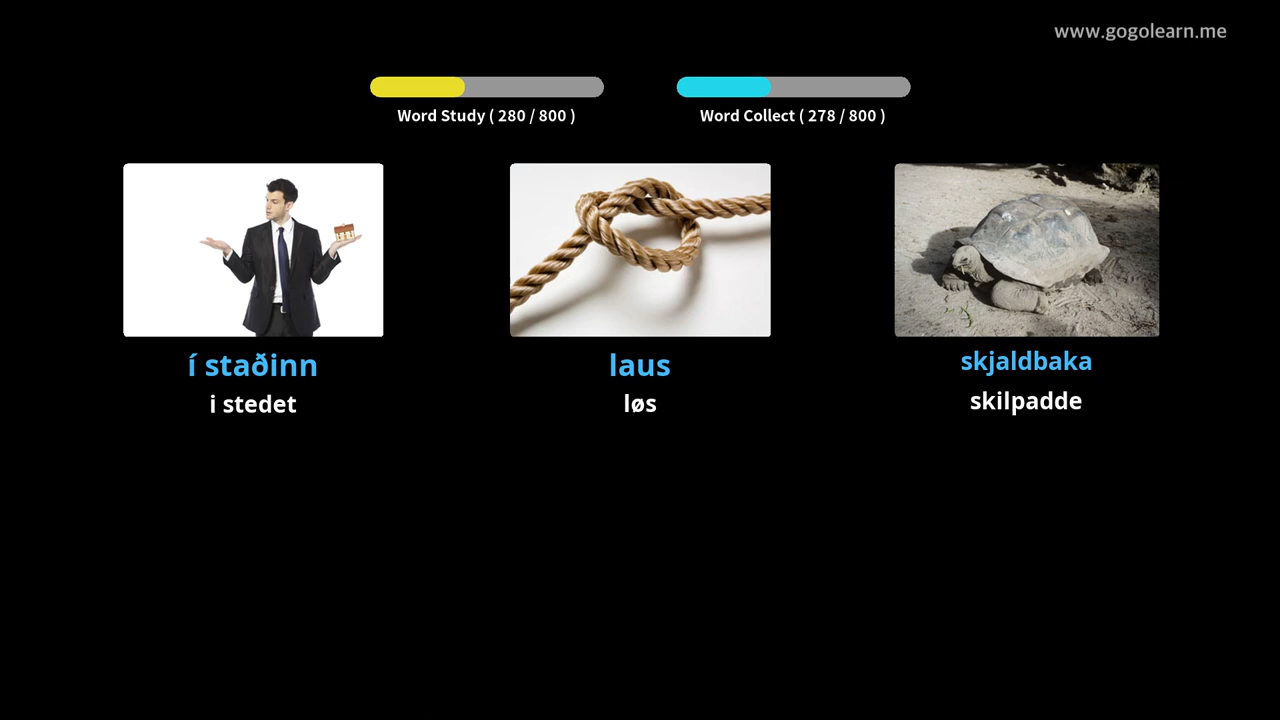 www.gogolearn.me
Word Study ( 280 / 800 )
Word Collect ( 278 / 800 )
í staðinn
i stedet
laus
løs
skjaldbaka
skilpadde